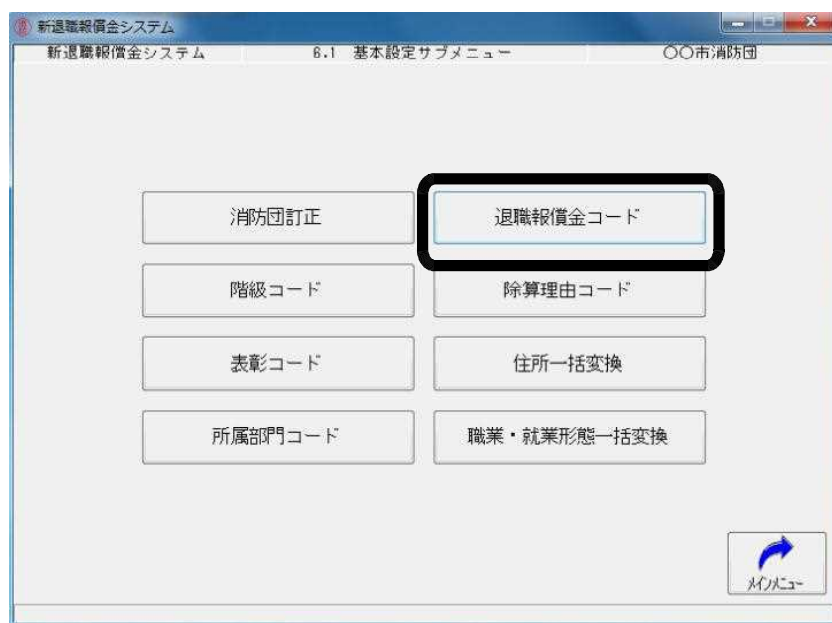 新退職報償金システム
新退職報償金システム 6.1 基本設定サブメニュー 〇〇市消防団
消防団訂正 退職報償金コード
階級コード 除算理由コード
表彰コード 住所一括変換
所属部門コード 職業・就業形態一括変換
ﾒｲﾝﾒﾆｭｰ